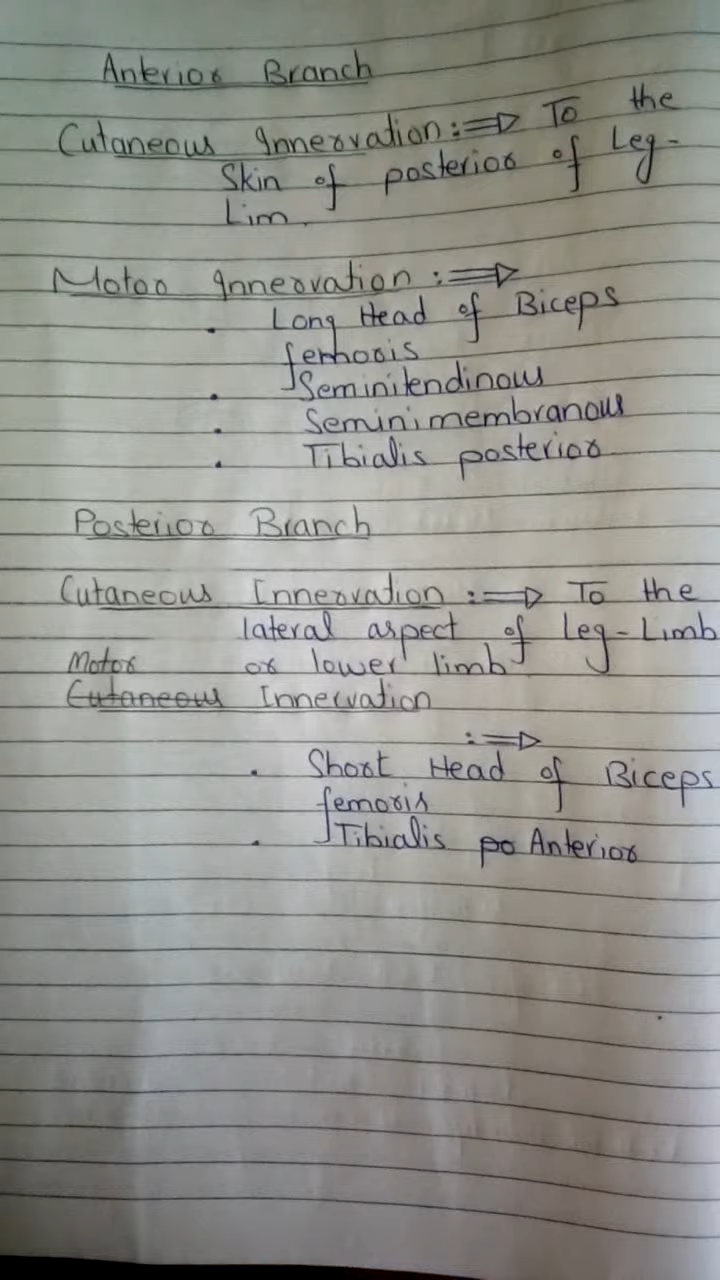 Anterior Branch
Cutaneous Innervation :⇒ To the
Skin of posterior of Leg-
Lim.
Motor Innervation :⇒
• Long Head of Biceps
femoris
• Seminitendinous
• Seminimembranous
• Tibialis posterior
Posterior Branch
Cutaneous Innervation :⇒ To the
lateral aspect of Leg-Limb
or lower limb
Motor
Cutaneous Innervation
:⇒
• Short Head of Biceps
femoris
• Tibialis po Anterior